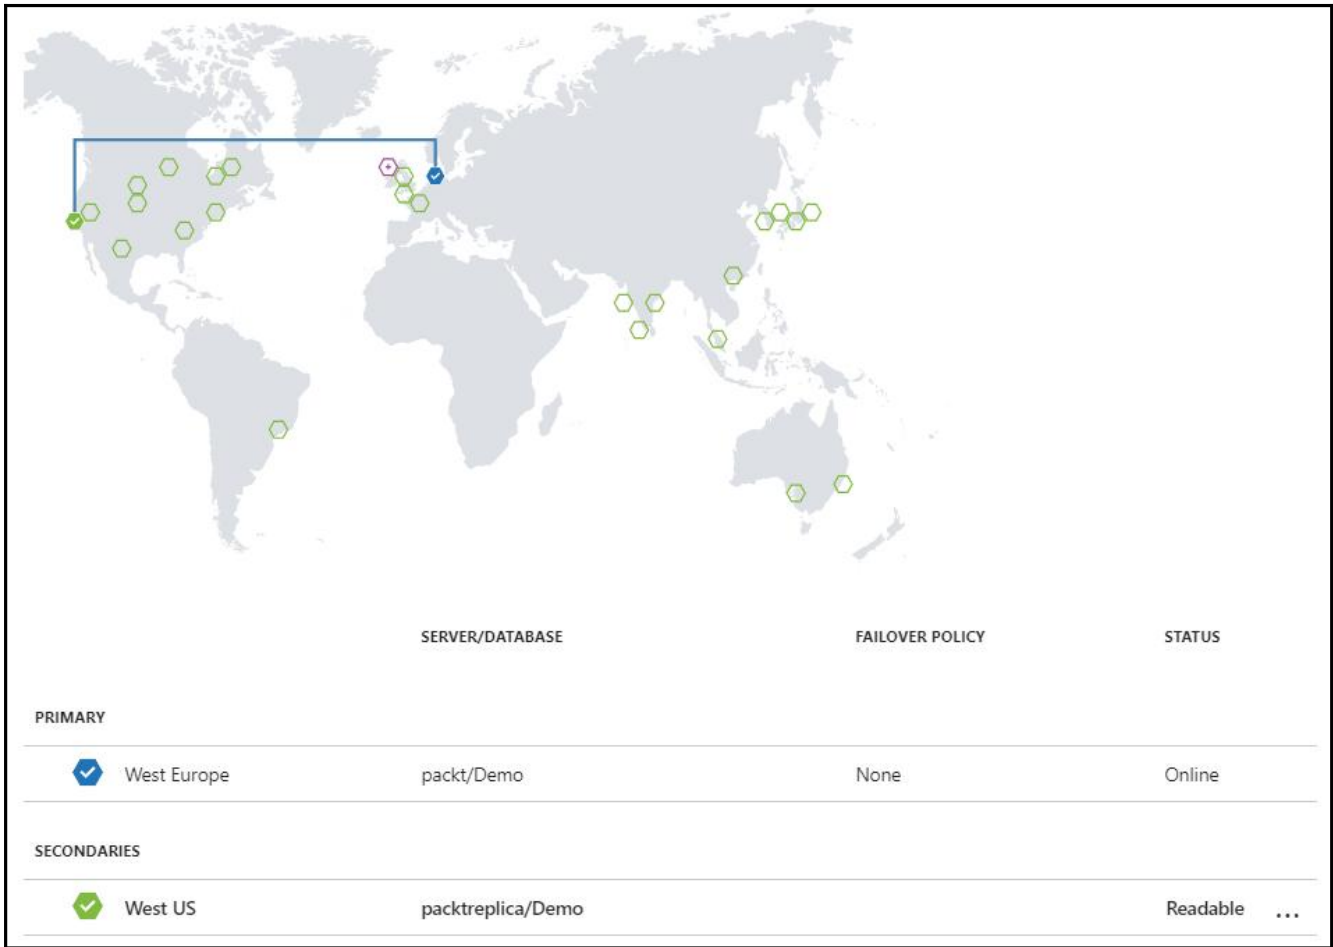 SERVER/DATABASE FAILOVER POLICY STATUS
PRIMARY
West Europe packt/Demo None Online
SECONDARIES
West US packtreplica/Demo Readable ...